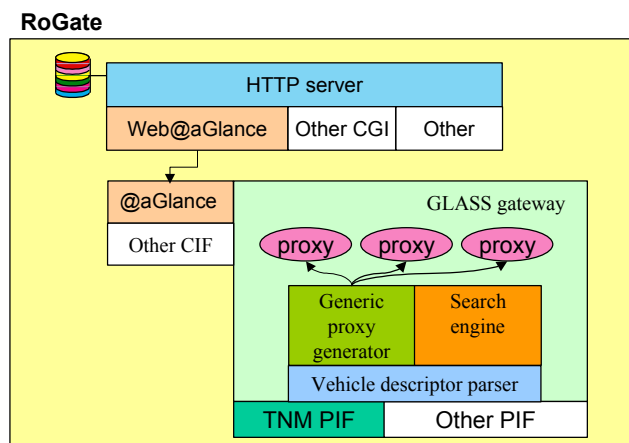 RoGate
HTTP server
Web@aGlance
Other CGI
Other
@aGlance
GLASS gateway
Other CIF
proxy
proxy
proxy
Generic
proxy
generator
Search
engine
Vehicle descriptor parser
TNM PIF
Other PIF